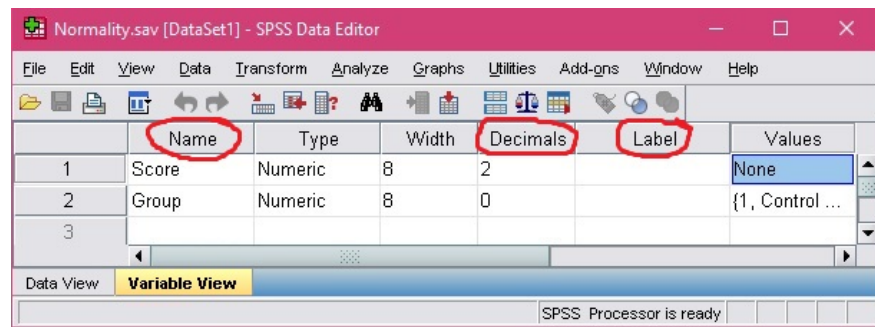 Normality.sav [DataSet1] - SPSS Data Editor
File Edit View Data Transform Analyze Graphs Utilities Add-ons Window Help
Name Type Width Decimals Label Values
1 Score Numeric 8 2 None
2 Group Numeric 8 0 {1, Control ...
3
Data View Variable View
SPSS Processor is ready